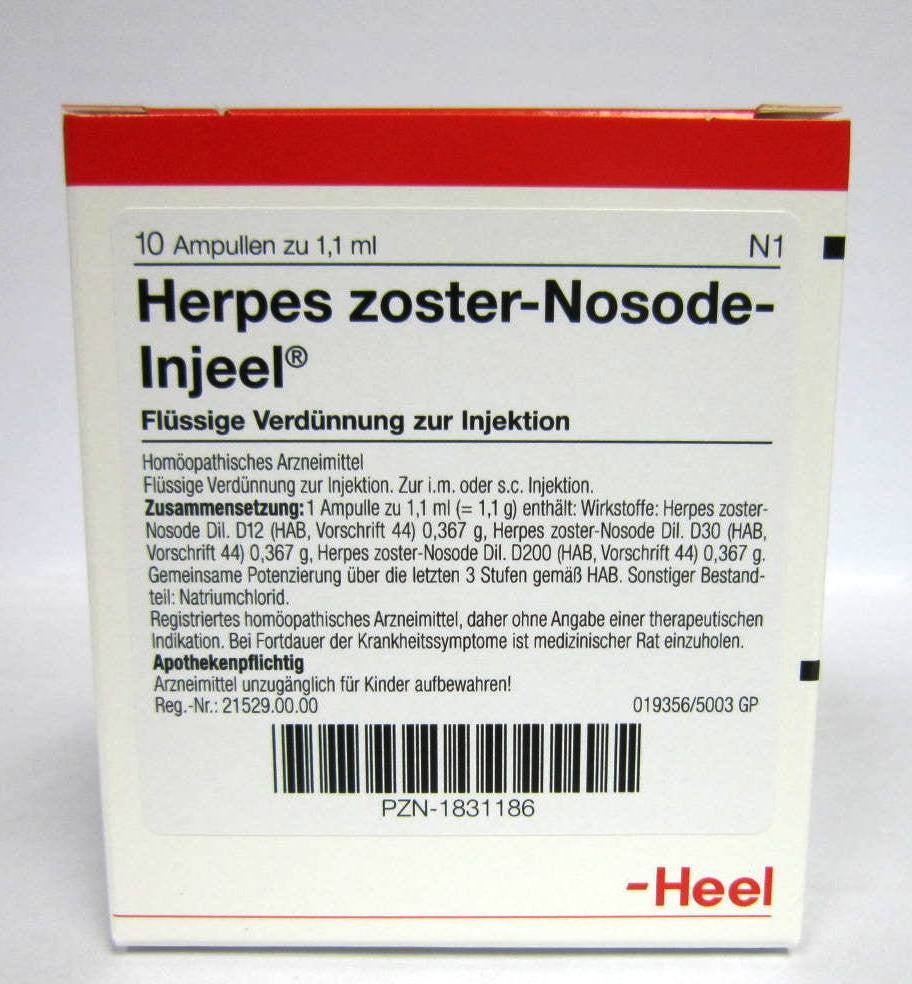 10 Ampullen zu 1,1 ml N1
Herpes zoster-Nosode-
Injeel®
Flüssige Verdünnung zur Injektion
Homöopathisches Arzneimittel
Flüssige Verdünnung zur Injektion. Zur i.m. oder s.c. Injektion.
Zusammensetzung: 1 Ampulle zu 1,1 ml (= 1,1 g) enthält: Wirkstoffe: Herpes zoster-
Nosode Dil. D12 (HAB, Vorschrift 44) 0,367 g, Herpes zoster-Nosode Dil. D30 (HAB,
Vorschrift 44) 0,367 g, Herpes zoster-Nosode Dil. D200 (HAB, Vorschrift 44) 0,367 g.
Gemeinsame Potenzierung über die letzten 3 Stufen gemäß HAB. Sonstiger Bestand-
teil: Natriumchlorid.
Registriertes homöopathisches Arzneimittel, daher ohne Angabe einer therapeutischen
Indikation. Bei Fortdauer der Krankheitssymptome ist medizinischer Rat einzuholen.
Apothekenpflichtig
Arzneimittel unzugänglich für Kinder aufbewahren!
Reg.-Nr.: 21529.00.00 019356/5003 GP
PZN-1831186
-Heel